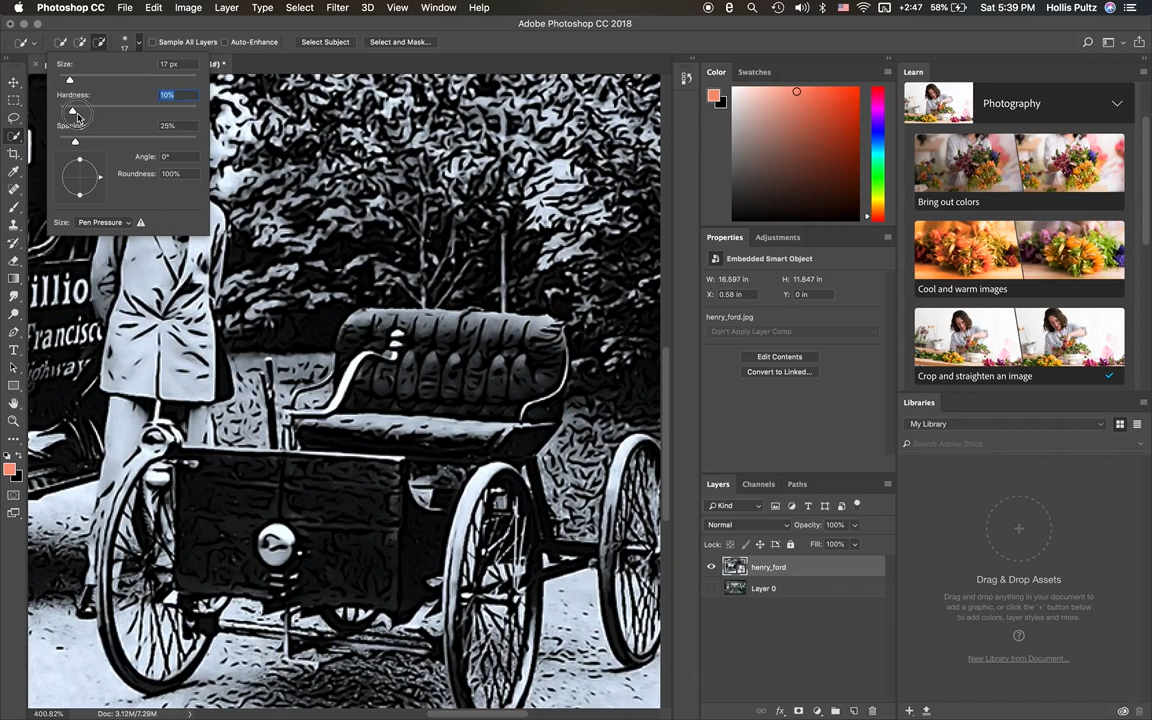 Photoshop CC File Edit Image Layer Type Select Filter 3D View Window Help +2:47 58% Sat 5:39 PM Hollis Pultz
Adobe Photoshop CC 2018
17 Sample All Layers Auto-Enhance Select Subject Select and Mask...
Size: 17 px
Hardness: 10%
Spacing: 25%
Angle: 0°
Roundness: 100%
Size: Pen Pressure
#) *
illio
Francisc
ighway
Color Swatches
Properties Adjustments
Embedded Smart Object
W: 16.597 in H: 11.847 in
X: 0.58 in Y: 0 in
henry_ford.jpg
Don't Apply Layer Comp
Edit Contents
Convert to Linked...
Layers Channels Paths
Kind
Normal Opacity: 100%
Lock: Fill: 100%
henry_ford
Layer 0
fx
Learn
Photography
Bring out colors
Cool and warm images
Crop and straighten an image
Libraries
My Library
Search Adobe Stock
Drag & Drop Assets
Drag and drop anything in your document to
add a graphic, or click the '+' button below
to add colors, layer styles and more.
New Library from Document...
400.82% Doc: 3.12M/7.29M